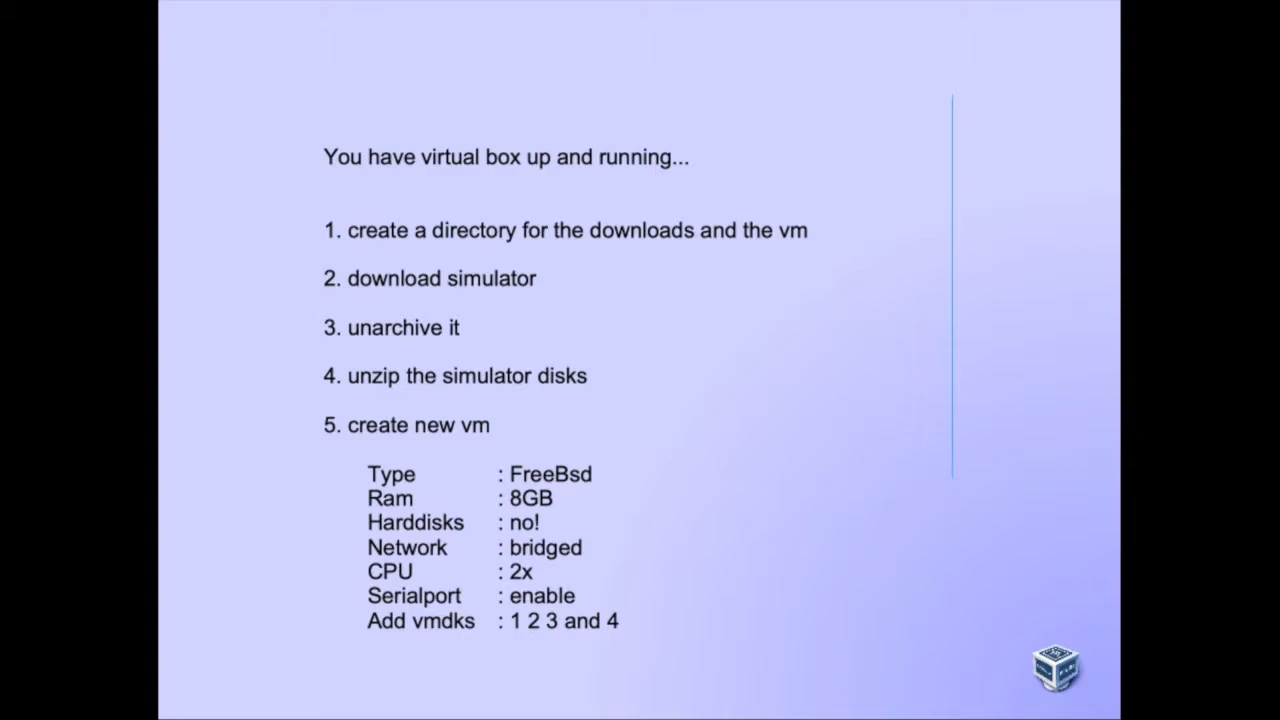 You have virtual box up and running...
1. create a directory for the downloads and the vm
2. download simulator
3. unarchive it
4. unzip the simulator disks
5. create new vm
Type : FreeBsd
Ram : 8GB
Harddisks : no!
Network : bridged
CPU : 2x
Serialport : enable
Add vmdks : 1 2 3 and 4